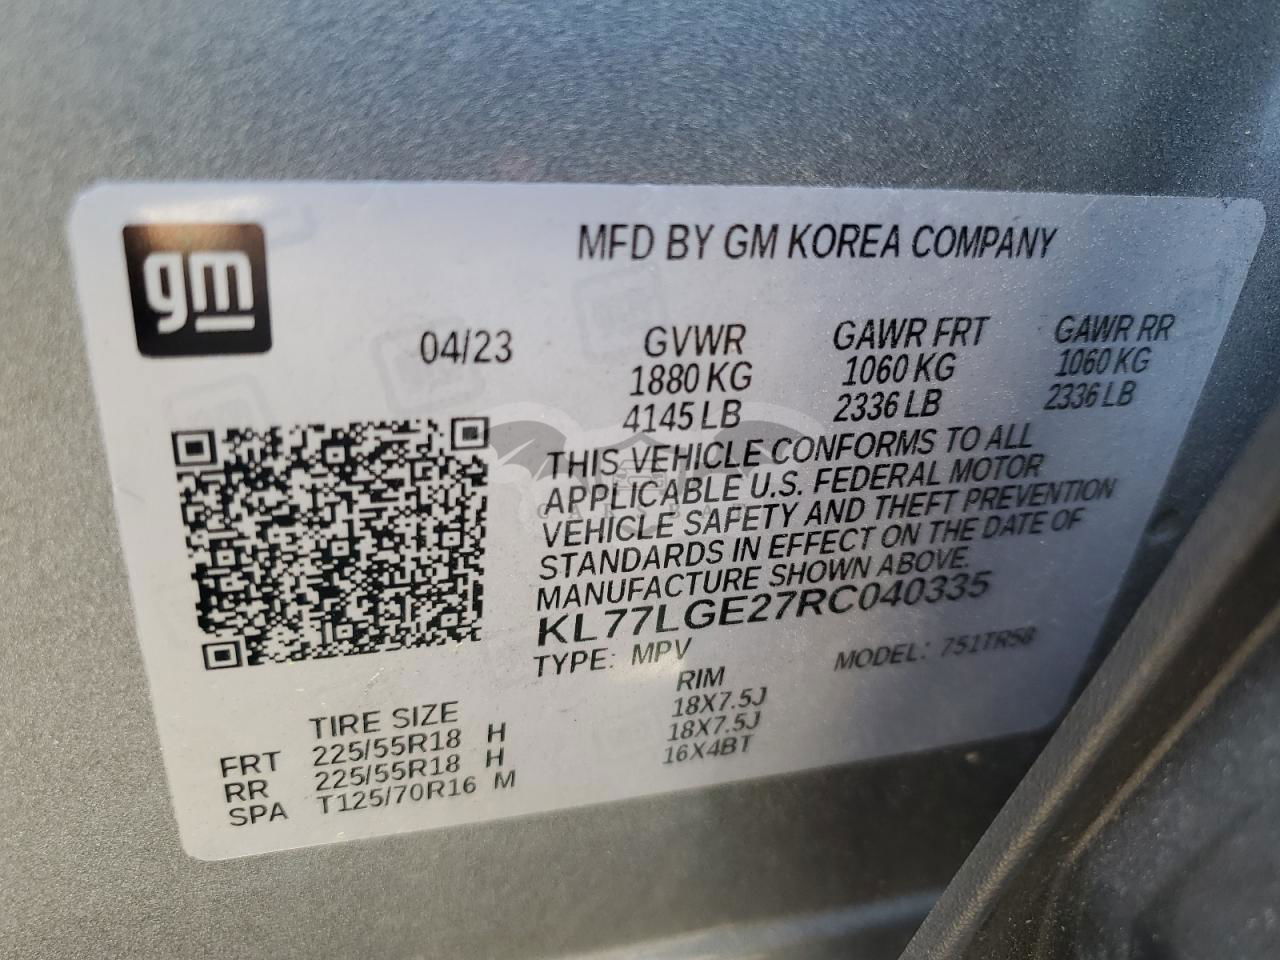 gm
MFD BY GM KOREA COMPANY
04/23 GVWR GAWR FRT GAWR RR
1880 KG 1060 KG 1060 KG
4145 LB 2336 LB 2336 LB
THIS VEHICLE CONFORMS TO ALL
APPLICABLE U.S. FEDERAL MOTOR
VEHICLE SAFETY AND THEFT PREVENTION
STANDARDS IN EFFECT ON THE DATE OF
MANUFACTURE SHOWN ABOVE.
KL77LGE27RC040335
TYPE: MPV MODEL: 751TR58
TIRE SIZE RIM
FRT 225/55R18 H 18X7.5J
RR 225/55R18 H 18X7.5J
SPA T125/70R16 M 16X4BT